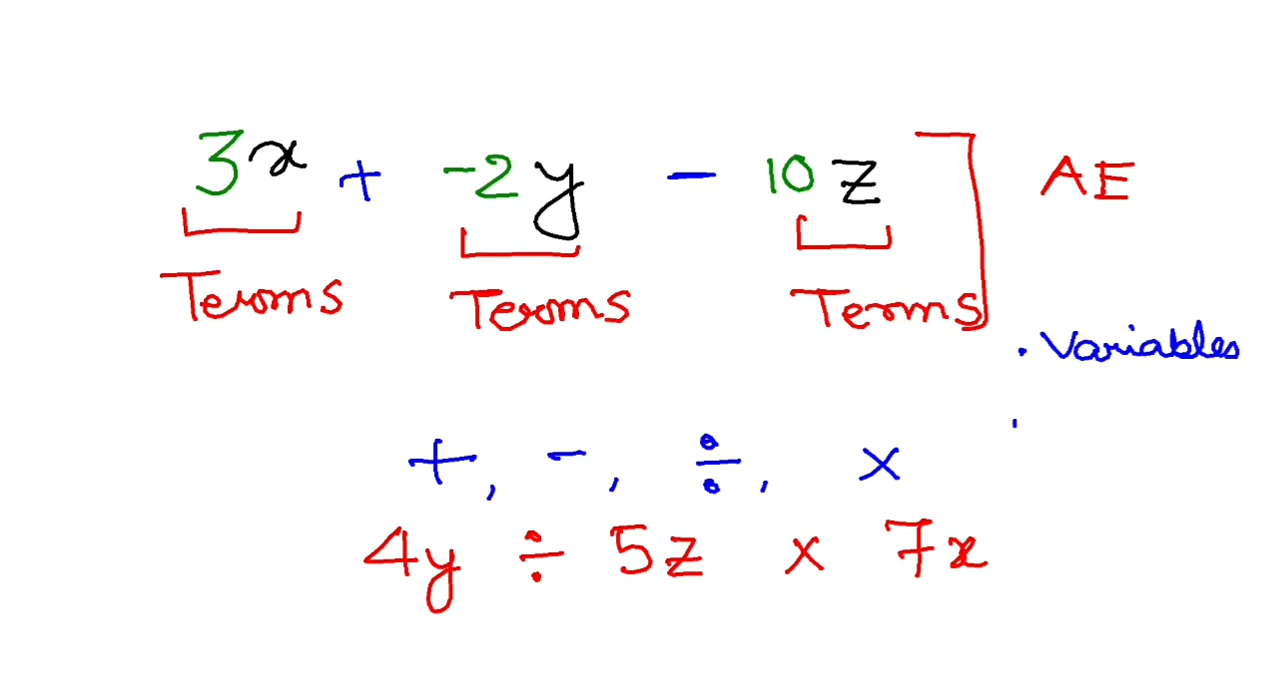 3x + -2y - 10z AE
Terms Terms Terms
. Variables
.
+, -, ÷, ×
4y ÷ 5z × 7x